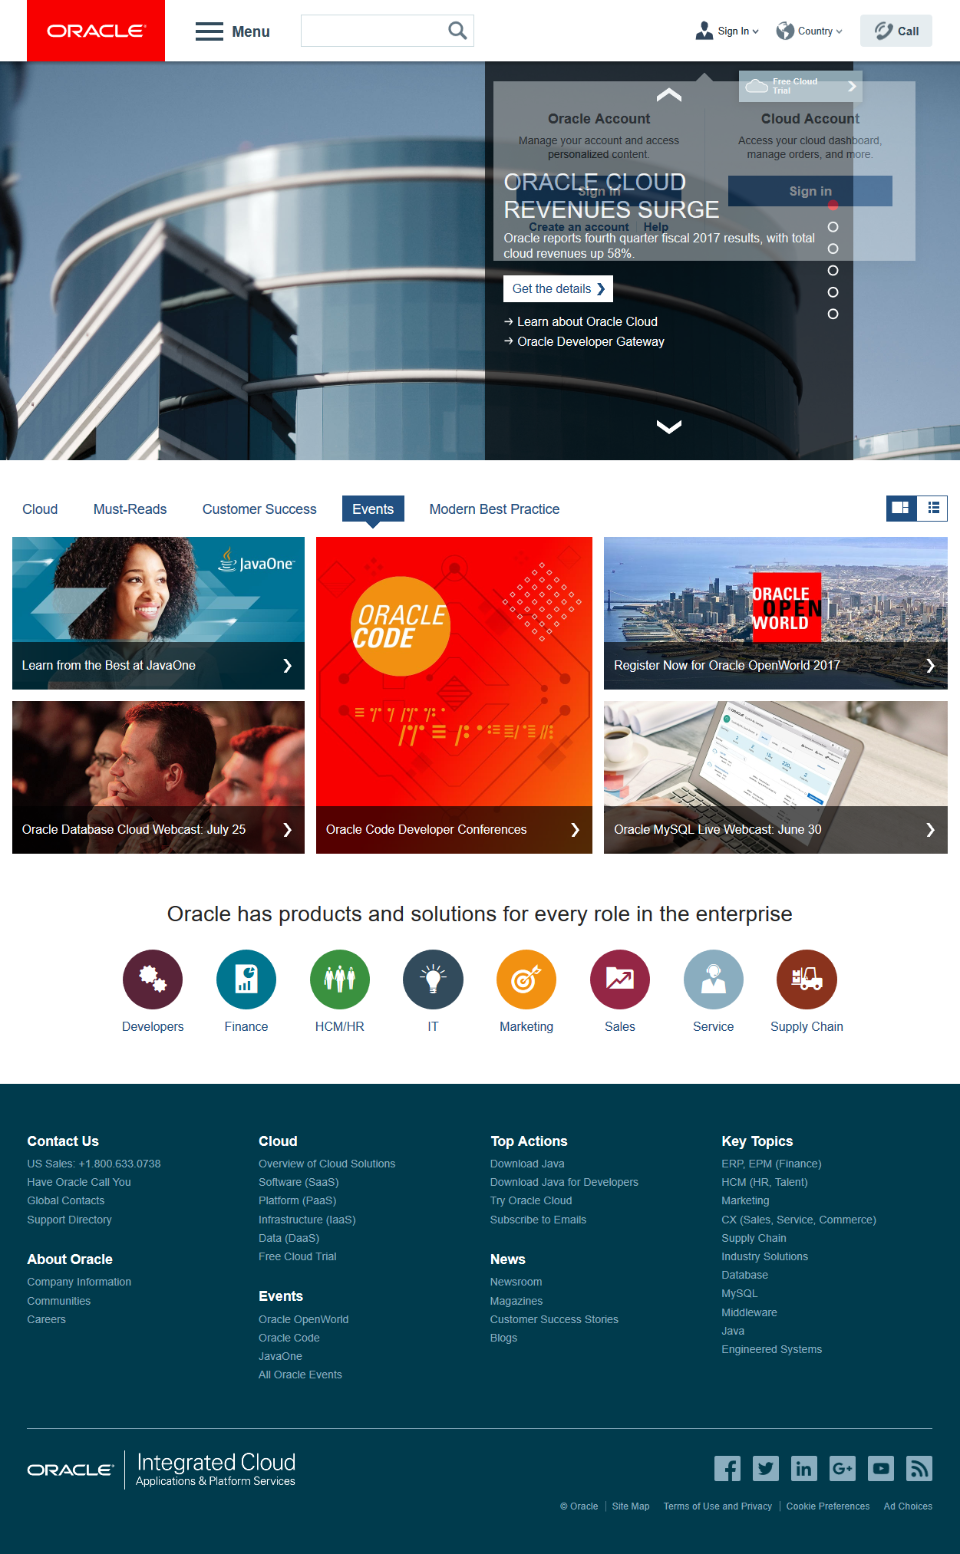 ORACLE
Menu
Sign In
Country
Call
Free Cloud
Trial
Oracle Account
Cloud Account
Manage your account and access
personalized content.
Access your cloud dashboard,
manage orders, and more.
Sign in
Sign in
Create an account
Help
ORACLE CLOUD
REVENUES SURGE
Oracle reports fourth quarter fiscal 2017 results, with total
cloud revenues up 58%.
Get the details
Learn about Oracle Cloud
Oracle Developer Gateway
Cloud
Must-Reads
Customer Success
Events
Modern Best Practice
JavaOne
Learn from the Best at JavaOne
ORACLE
CODE
Oracle Code Developer Conferences
ORACLE
OPEN
WORLD
Register Now for Oracle OpenWorld 2017
Oracle Database Cloud Webcast: July 25
Oracle MySQL Live Webcast: June 30
Oracle has products and solutions for every role in the enterprise
Developers
Finance
HCM/HR
IT
Marketing
Sales
Service
Supply Chain
Contact Us
US Sales: +1.800.633.0738
Have Oracle Call You
Global Contacts
Support Directory
About Oracle
Company Information
Communities
Careers
Cloud
Overview of Cloud Solutions
Software (SaaS)
Platform (PaaS)
Infrastructure (IaaS)
Data (DaaS)
Free Cloud Trial
Events
Oracle OpenWorld
Oracle Code
JavaOne
All Oracle Events
Top Actions
Download Java
Download Java for Developers
Try Oracle Cloud
Subscribe to Emails
News
Newsroom
Magazines
Customer Success Stories
Blogs
Key Topics
ERP, EPM (Finance)
HCM (HR, Talent)
Marketing
CX (Sales, Service, Commerce)
Supply Chain
Industry Solutions
Database
MySQL
Middleware
Java
Engineered Systems
ORACLE
Integrated Cloud
Applications & Platform Services
© Oracle
Site Map
Terms of Use and Privacy
Cookie Preferences
Ad Choices